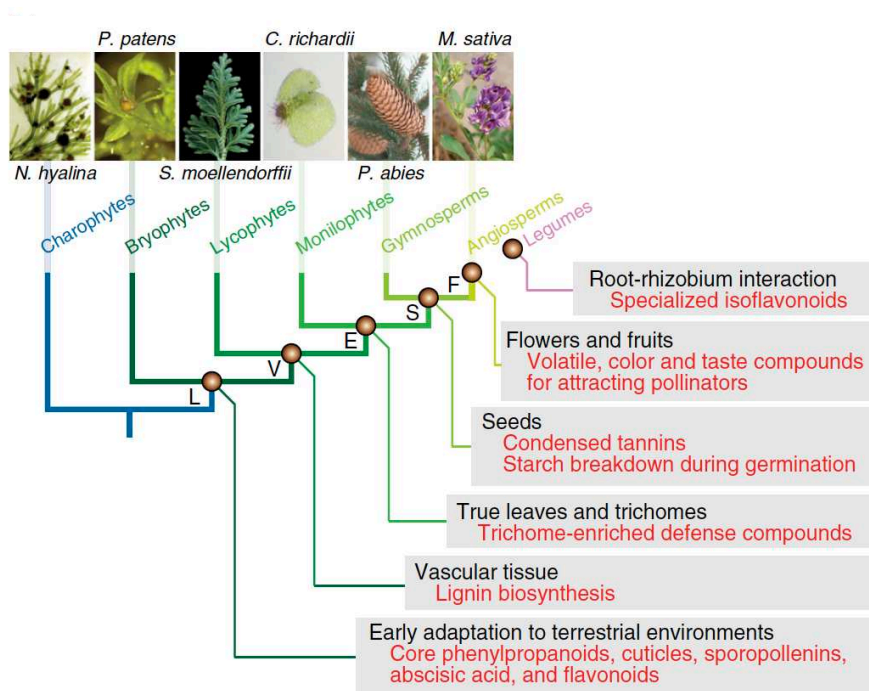 P. patens
C. richardii
M. sativa
N. hyalina
S. moellendorffii
P. abies
Charophytes
Bryophytes
Lycophytes
Monilophytes
Gymnosperms
Angiosperms
Legumes
F
S
E
V
L
Root-rhizobium interaction
Specialized isoflavonoids
Flowers and fruits
Volatile, color and taste compounds
for attracting pollinators
Seeds
Condensed tannins
Starch breakdown during germination
True leaves and trichomes
Trichome-enriched defense compounds
Vascular tissue
Lignin biosynthesis
Early adaptation to terrestrial environments
Core phenylpropanoids, cuticles, sporopollenins,
abscisic acid, and flavonoids